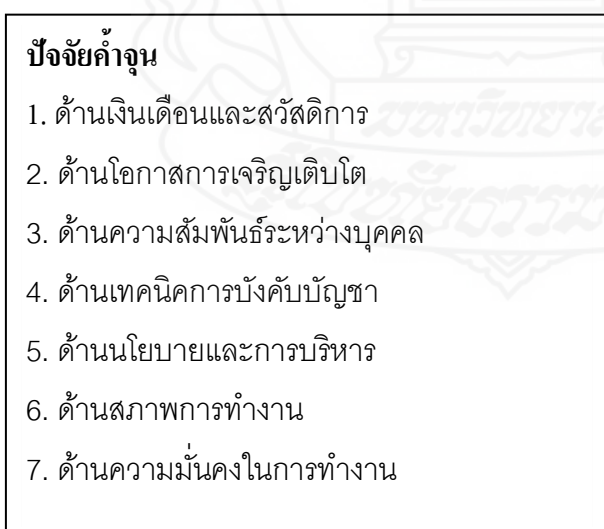 ปัจจัยค้ำจุน
1. ด้านเงินเดือนและสวัสดิการ
2. ด้านโอกาสการเจริญเติบโต
3. ด้านความสัมพันธ์ระหว่างบุคคล
4. ด้านเทคนิคการบังคับบัญชา
5. ด้านนโยบายและการบริหาร
6. ด้านสภาพการทำงาน
7. ด้านความมั่นคงในการทำงาน